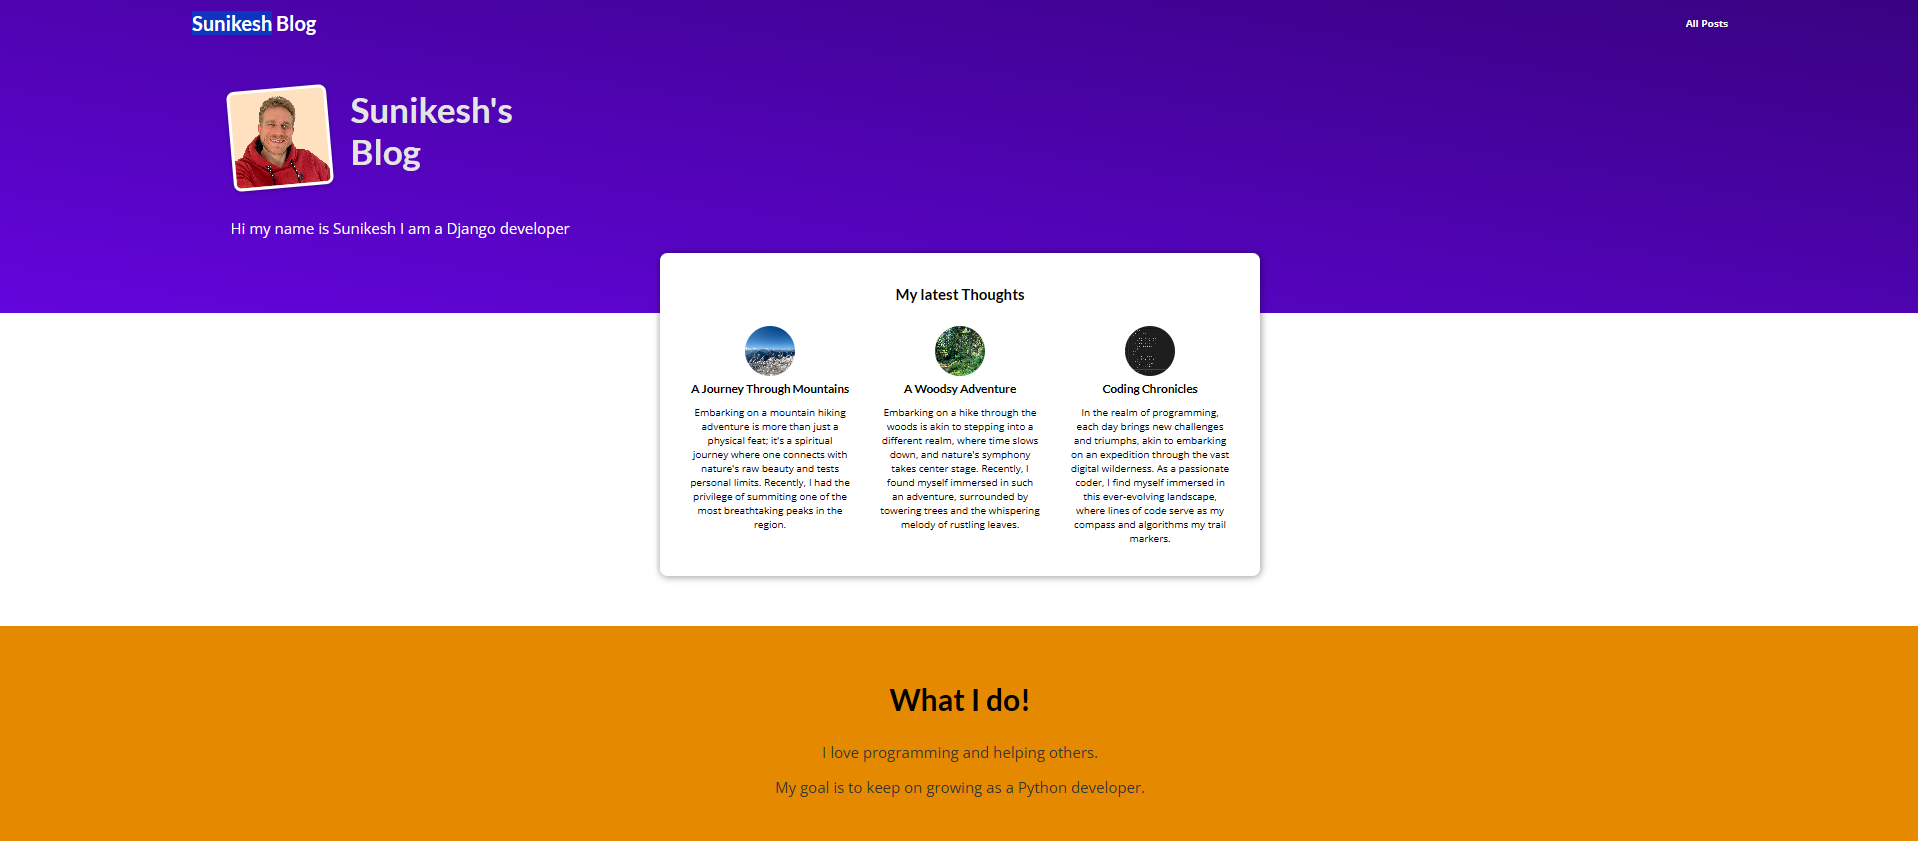 Sunikesh Blog
All Posts
Sunikesh's
Blog
Hi my name is Sunikesh I am a Django developer
My latest Thoughts
A Journey Through Mountains
Embarking on a mountain hiking
adventure is more than just a
physical feat; it's a spiritual
journey where one connects with
nature's raw beauty and tests
personal limits. Recently, I had the
privilege of summiting one of the
most breathtaking peaks in the
region.
A Woodsy Adventure
Embarking on a hike through the
woods is akin to stepping into a
different realm, where time slows
down, and nature's symphony
takes center stage. Recently, I
found myself immersed in such
an adventure, surrounded by
towering trees and the whispering
melody of rustling leaves.
Coding Chronicles
In the realm of programming,
each day brings new challenges
and triumphs, akin to embarking
on an expedition through the vast
digital wilderness. As a passionate
coder, I find myself immersed in
this ever-evolving landscape,
where lines of code serve as my
compass and algorithms my trail
markers.
What I do!
I love programming and helping others.
My goal is to keep on growing as a Python developer.